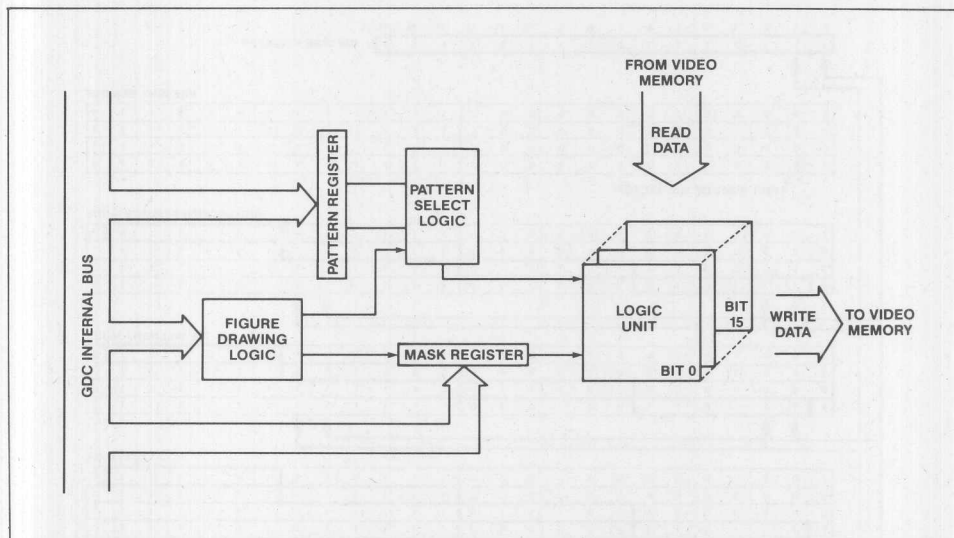 FROM VIDEO
MEMORY
READ
DATA
PATTERN REGISTER
PATTERN
SELECT
LOGIC
GDC INTERNAL BUS
FIGURE
DRAWING
LOGIC
MASK REGISTER
LOGIC
UNIT
BIT
15
BIT 0
WRITE
DATA
TO VIDEO
MEMORY